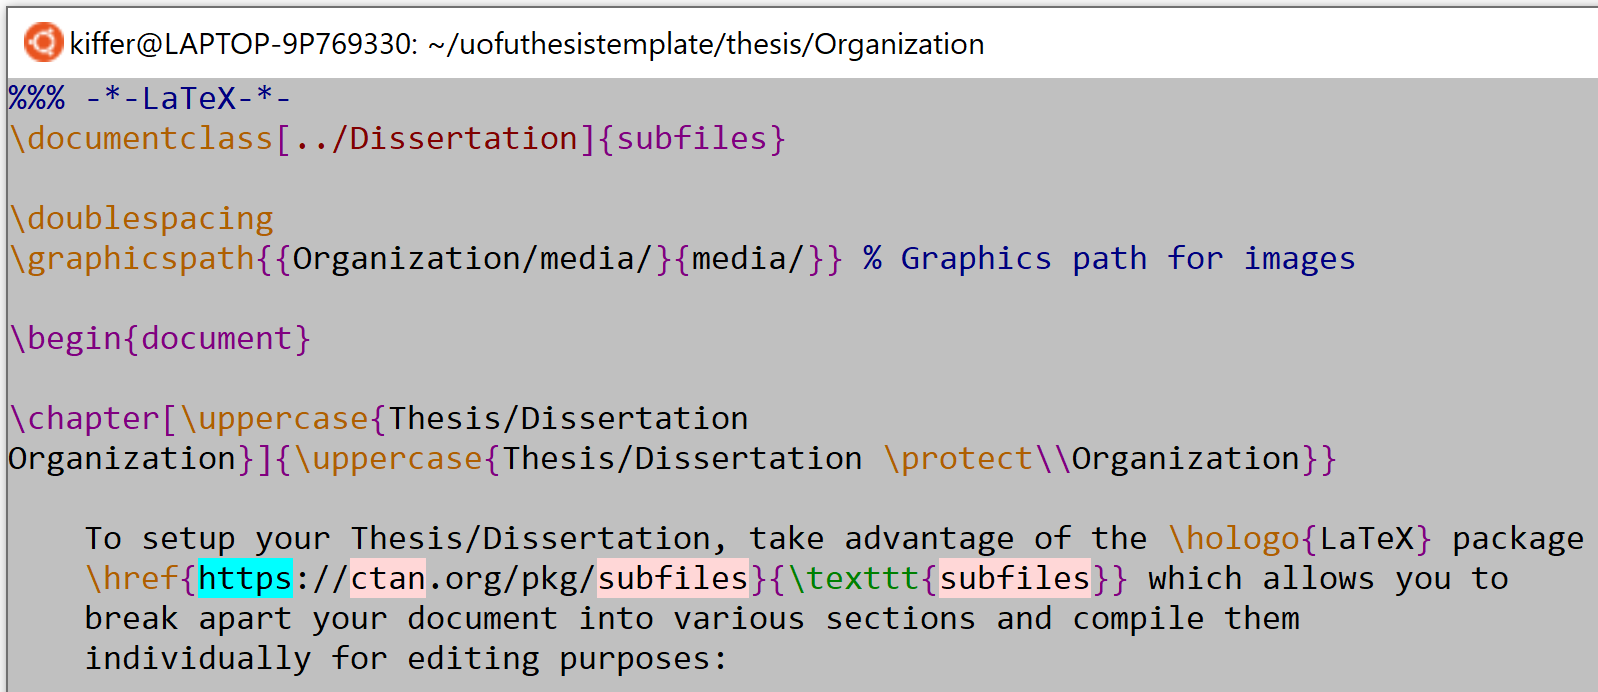 kiffer@LAPTOP-9P769330: ~/uofuthesistemplate/thesis/Organization
%%% -*-LaTeX-*-
\documentclass[../Dissertation]{subfiles}
\doublespacing
\graphicspath{{Organization/media/}{media/}} % Graphics path for images
\begin{document}
\chapter[\uppercase{Thesis/Dissertation
Organization}]{\uppercase{Thesis/Dissertation \protect\\Organization}}
To setup your Thesis/Dissertation, take advantage of the \hologo{LaTeX} package
\href{https://ctan.org/pkg/subfiles}{\texttt{subfiles}} which allows you to
break apart your document into various sections and compile them
individually for editing purposes: